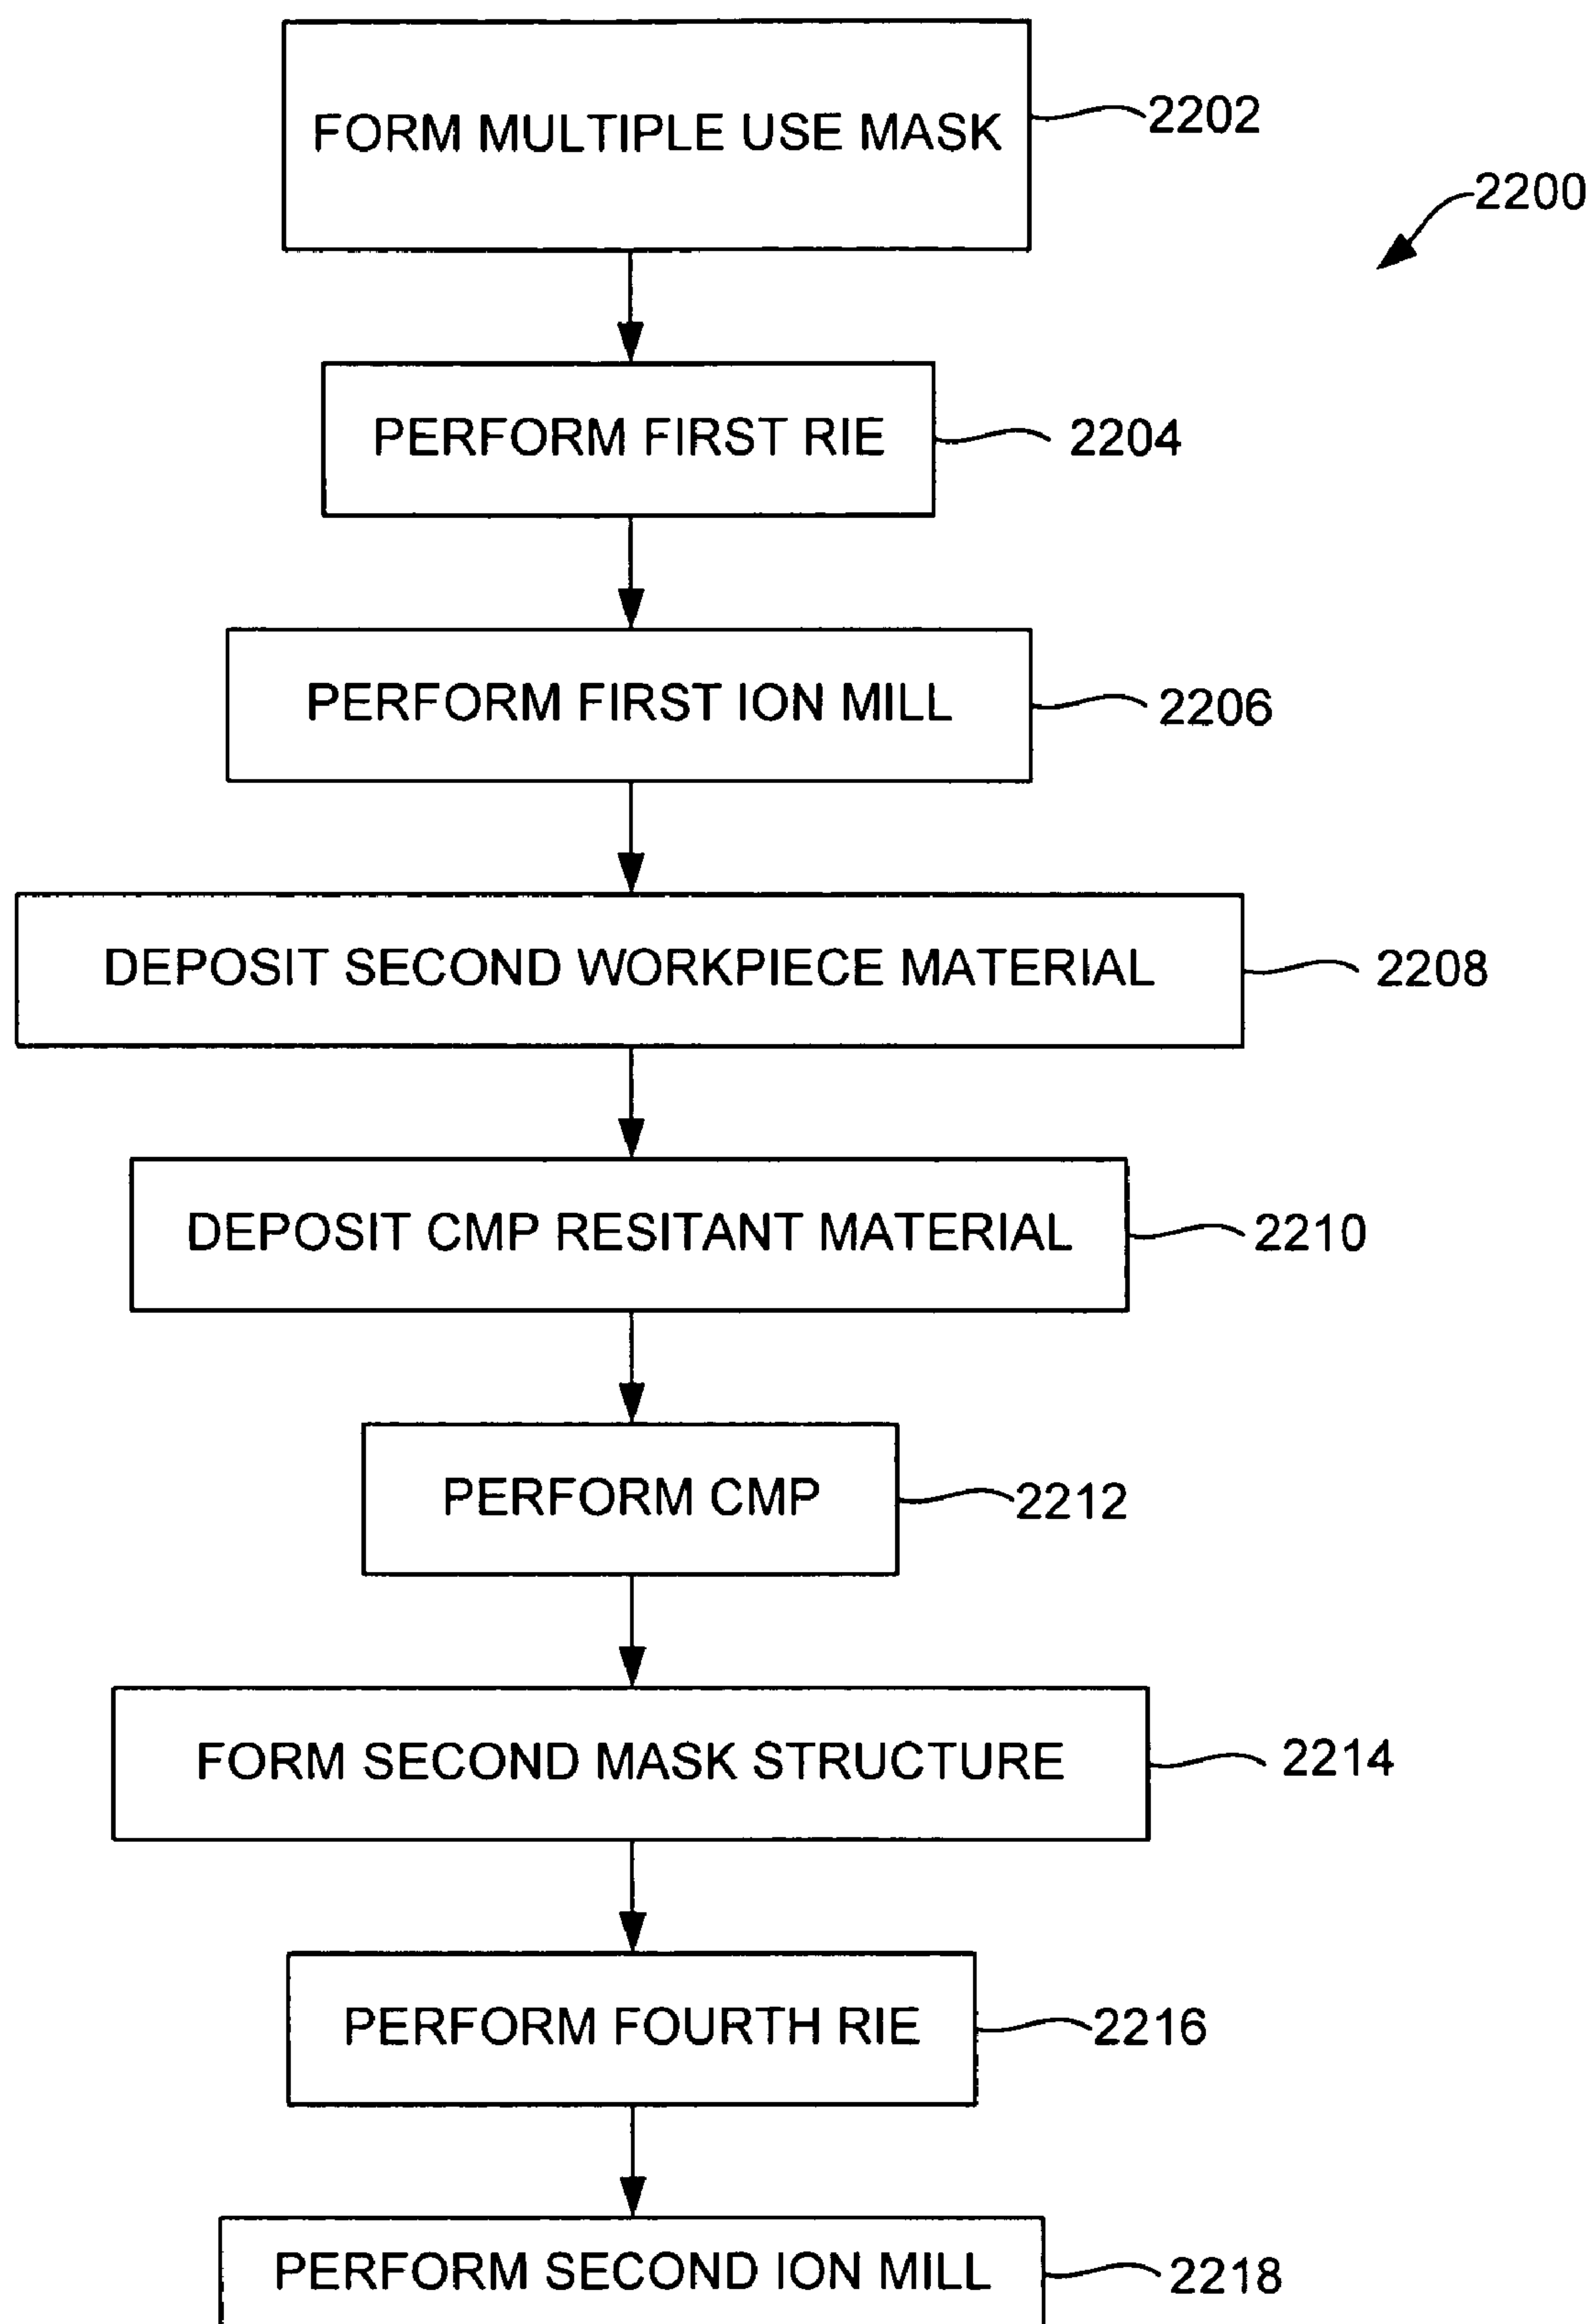 FORM MULTIPLE USE MASK
2202
2200
PERFORM FIRST RIE
2204
PERFORM FIRST ION MILL
2206
DEPOSIT SECOND WORKPIECE MATERIAL
2208
DEPOSIT CMP RESITANT MATERIAL
2210
PERFORM CMP
2212
FORM SECOND MASK STRUCTURE
2214
PERFORM FOURTH RIE
2216
PERFORM SECOND ION MILL
2218